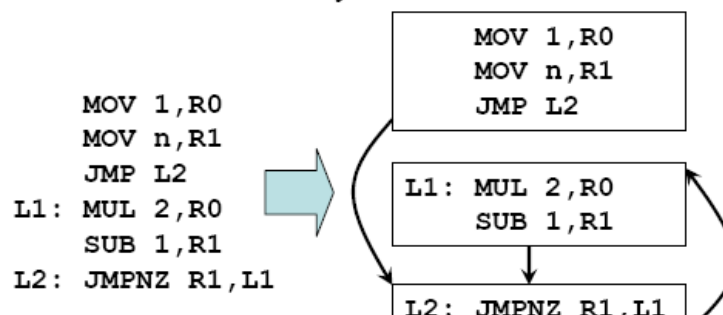 MOV 1,R0
MOV n,R1
JMP L2
L1: MUL 2,R0
SUB 1,R1
L2: JMPNZ R1,L1
MOV 1,R0
MOV n,R1
JMP L2
L1: MUL 2,R0
SUB 1,R1
L2: JMPNZ R1,L1